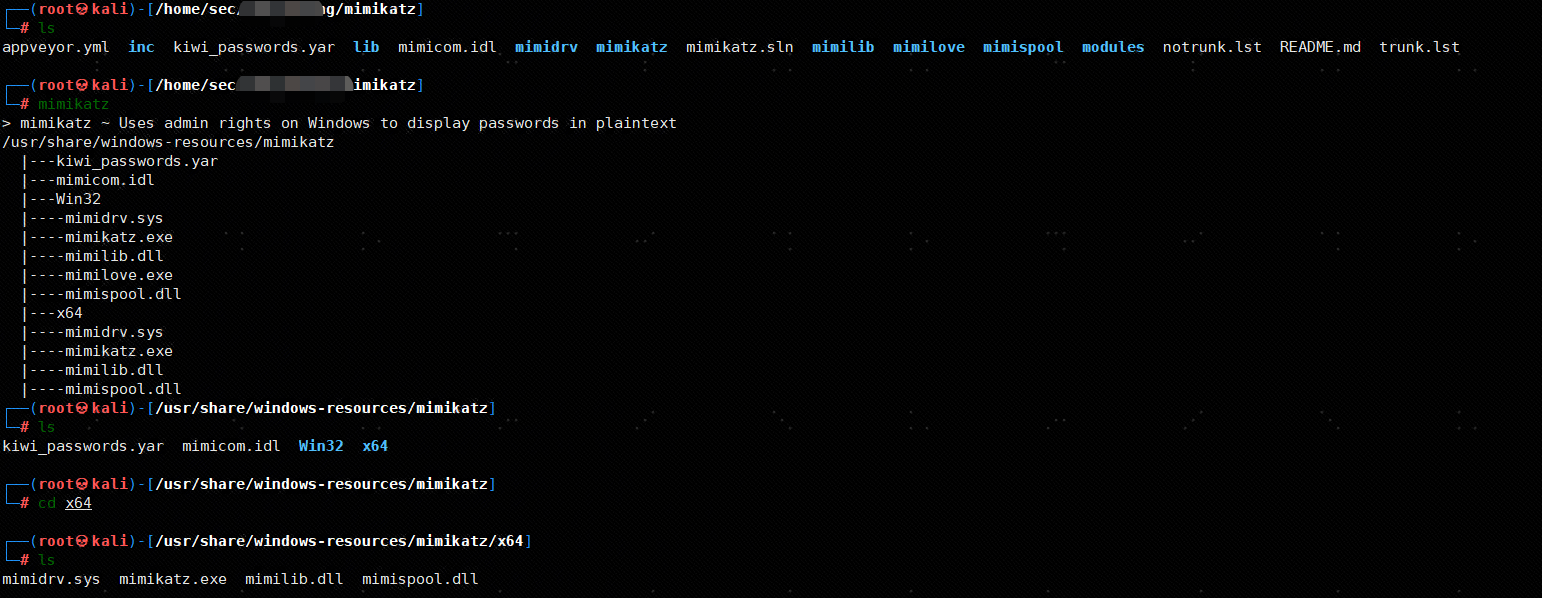 ┌──(root㉿kali)-[/home/sec/ng/mimikatz]
└─# ls
appveyor.yml inc kiwi_passwords.yar lib mimicom.idl mimidrv mimikatz mimikatz.sln mimilib mimilove mimispool modules notrunk.lst README.md trunk.lst
┌──(root㉿kali)-[/home/sec imikatz]
└─# mimikatz
> mimikatz ~ Uses admin rights on Windows to display passwords in plaintext
/usr/share/windows-resources/mimikatz
|---kiwi_passwords.yar
|---mimicom.idl
|---Win32
|----mimidrv.sys
|----mimikatz.exe
|----mimilib.dll
|----mimilove.exe
|----mimispool.dll
|---x64
|----mimidrv.sys
|----mimikatz.exe
|----mimilib.dll
|----mimispool.dll
┌──(root㉿kali)-[/usr/share/windows-resources/mimikatz]
└─# ls
kiwi_passwords.yar mimicom.idl Win32 x64
┌──(root㉿kali)-[/usr/share/windows-resources/mimikatz]
└─# cd x64
┌──(root㉿kali)-[/usr/share/windows-resources/mimikatz/x64]
└─# ls
mimidrv.sys mimikatz.exe mimilib.dll mimispool.dll